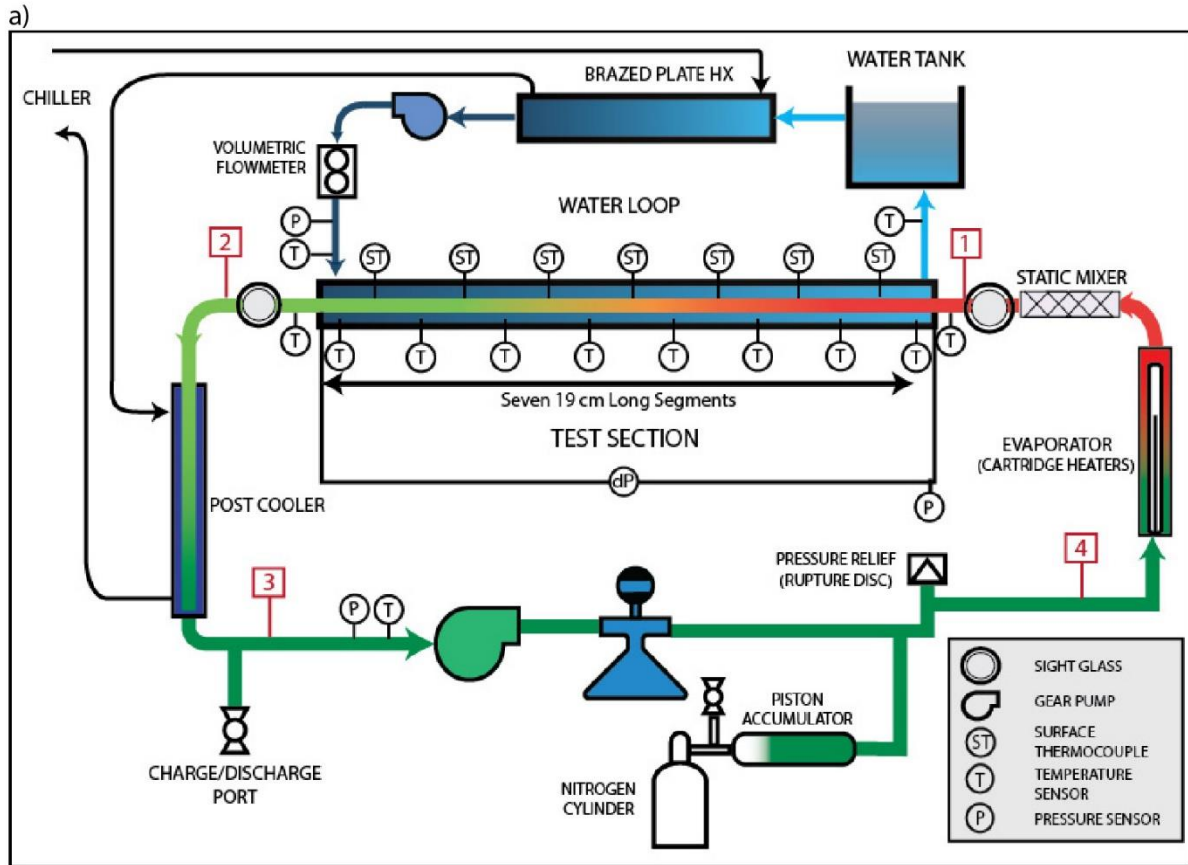 a)
CHILLER
BRAZED PLATE HX
WATER TANK
VOLUMETRIC
FLOWMETER
WATER LOOP
P
T
T
2
1
ST
ST
ST
ST
ST
ST
ST
STATIC MIXER
T
T
T
T
T
T
T
T
T
T
Seven 19 cm Long Segments
TEST SECTION
dP
P
EVAPORATOR
(CARTRIDGE HEATERS)
POST COOLER
PRESSURE RELIEF
(RUPTURE DISC)
4
3
P
T
PISTON
ACCUMULATOR
NITROGEN
CYLINDER
CHARGE/DISCHARGE
PORT
SIGHT GLASS
GEAR PUMP
ST
SURFACE
THERMOCOUPLE
T
TEMPERATURE
SENSOR
P
PRESSURE SENSOR